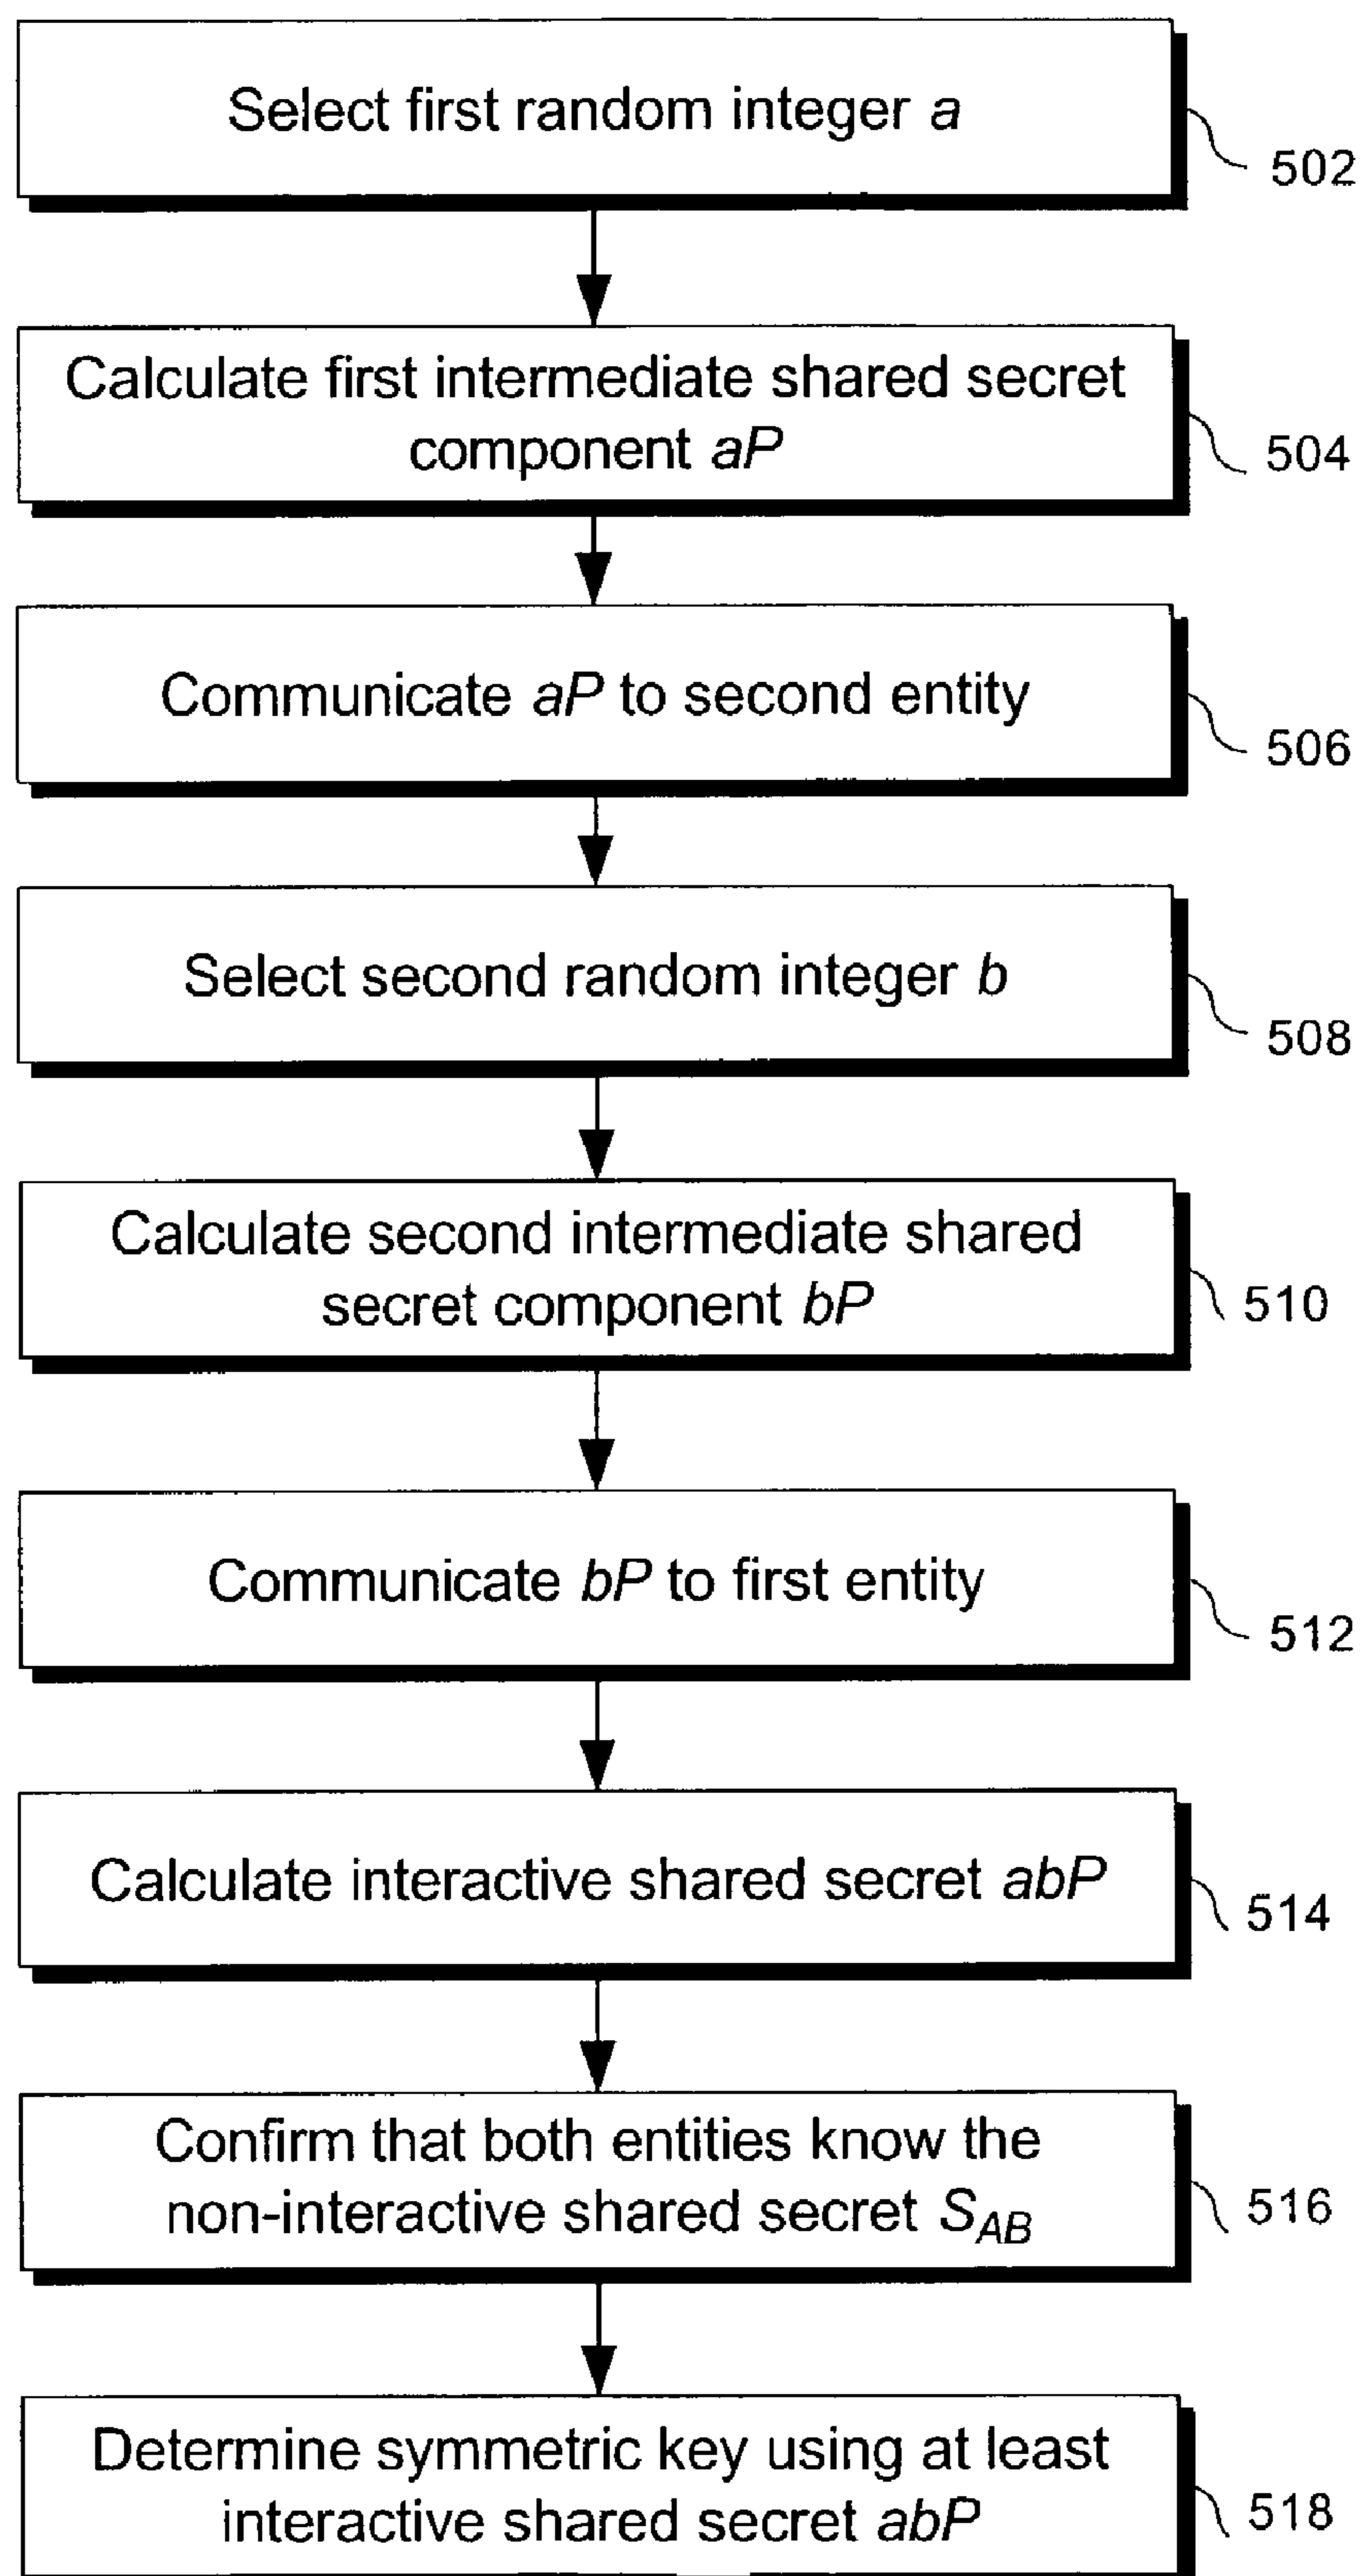 Select first random integer a
502
Calculate first intermediate shared secret
component aP
504
Communicate aP to second entity
506
Select second random integer b
508
Calculate second intermediate shared
secret component bP
510
Communicate bP to first entity
512
Calculate interactive shared secret abP
514
Confirm that both entities know the
non-interactive shared secret SAB
516
Determine symmetric key using at least
interactive shared secret abP
518